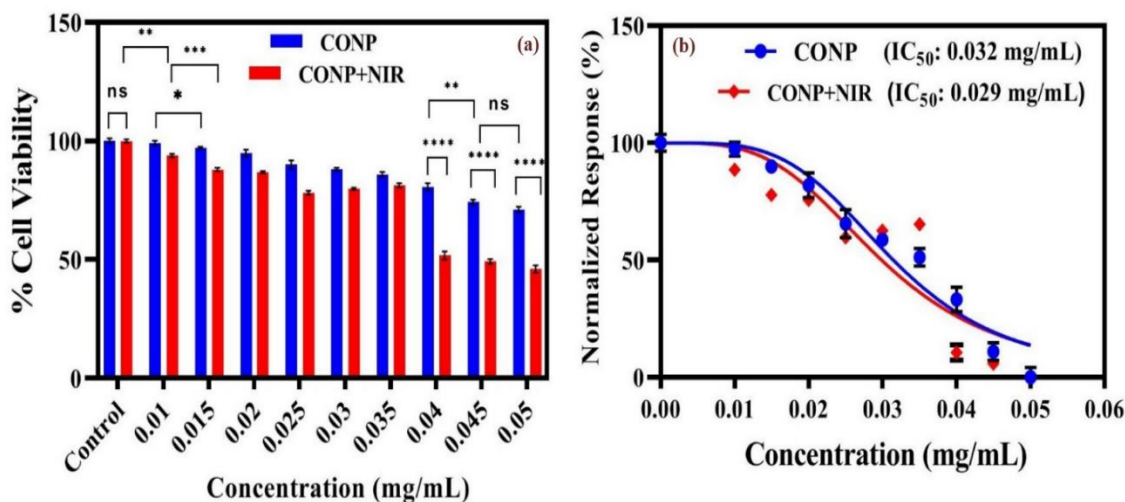 150
100
50
0
% Cell Viability
(a)
CONP
CONP+NIR
ns
**
***
*
**
ns
****
****
****
Control
0.01
0.015
0.02
0.025
0.03
0.035
0.04
0.045
0.05
Concentration (mg/mL)
150
100
50
0
Normalized Response (%)
(b)
CONP (IC50: 0.032 mg/mL)
CONP+NIR (IC50: 0.029 mg/mL)
0.00
0.01
0.02
0.03
0.04
0.05
0.06
Concentration (mg/mL)